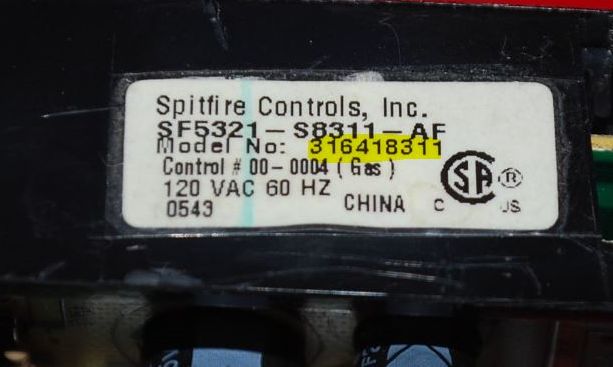 Spitfire Controls, Inc.
SF5321-S8311-AF
Model No: 316418311
Control # 00-0004 ( Gas )
120 VAC 60 HZ
0543 CHINA
SA ®
C US